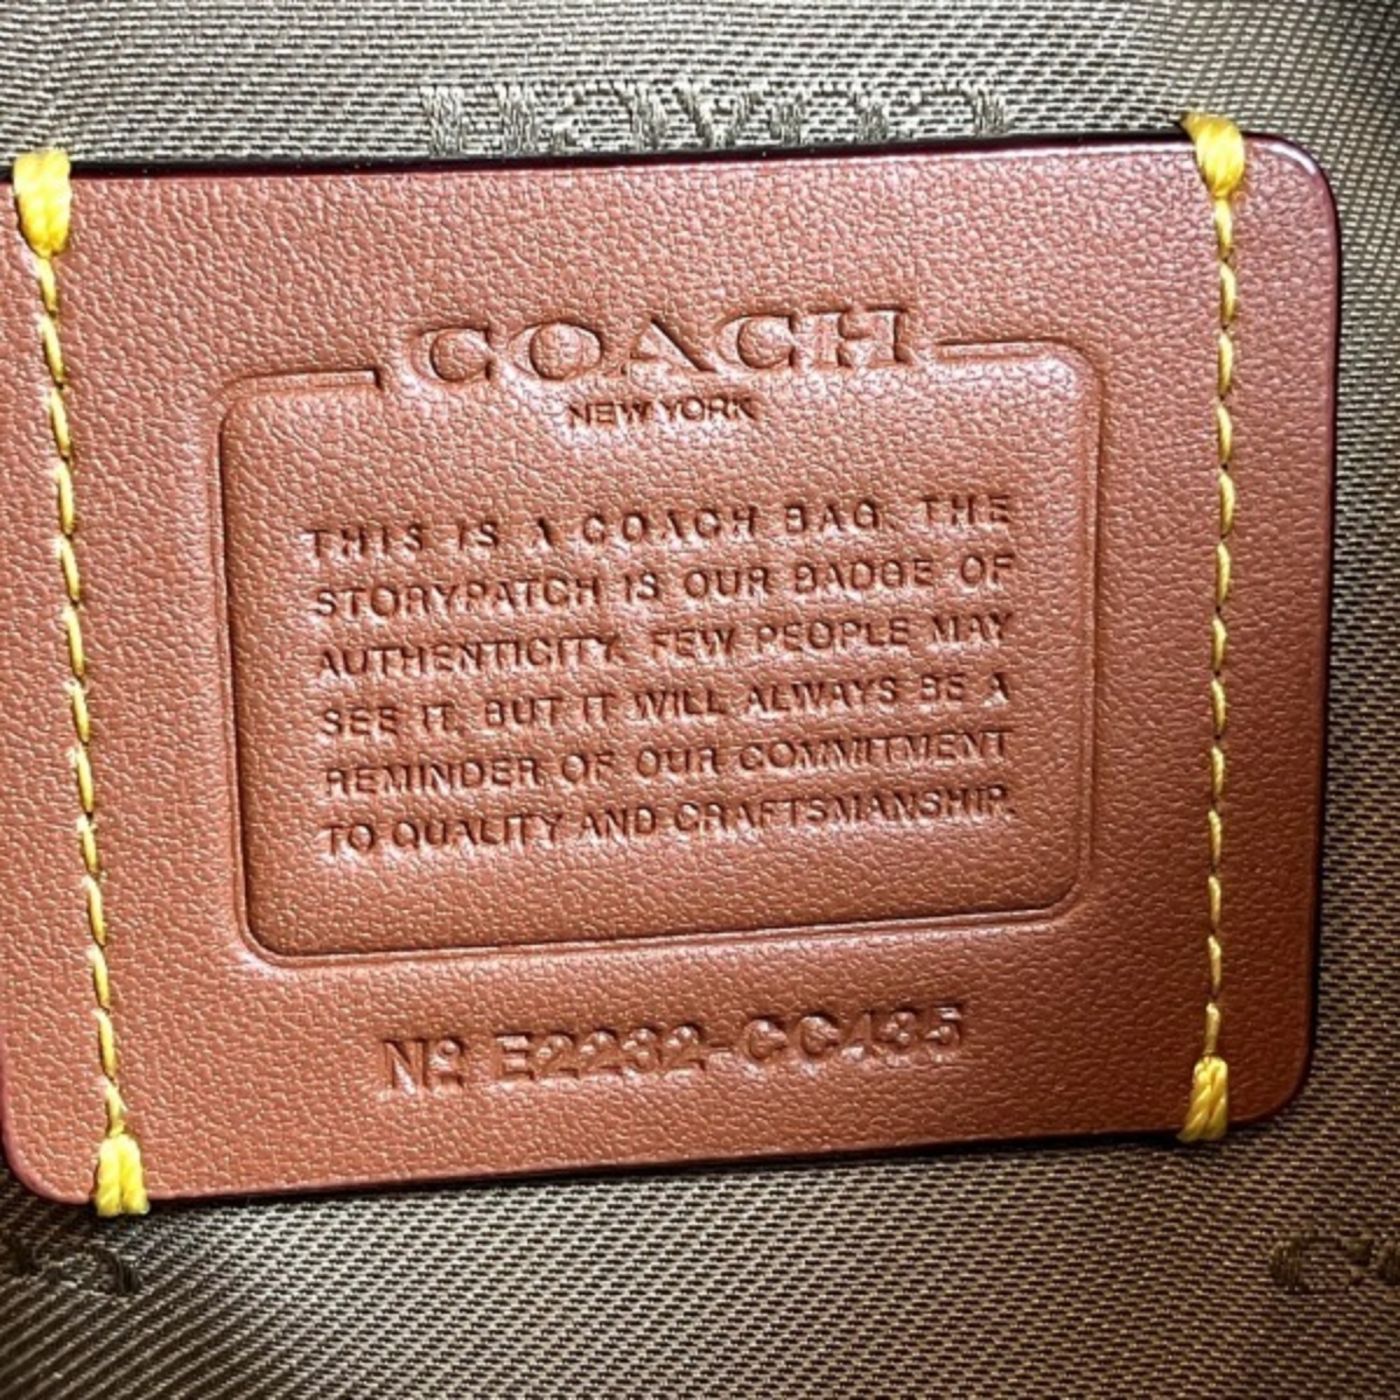 COACH
NEW YORK
THIS IS A COACH BAG. THE
STORYPATCH IS OUR BADGE OF
AUTHENTICITY. FEW PEOPLE MAY
SEE IT, BUT IT WILL ALWAYS BE A
REMINDER OF OUR COMMITMENT
TO QUALITY AND CRAFTSMANSHIP.
Nº E2232-CC435